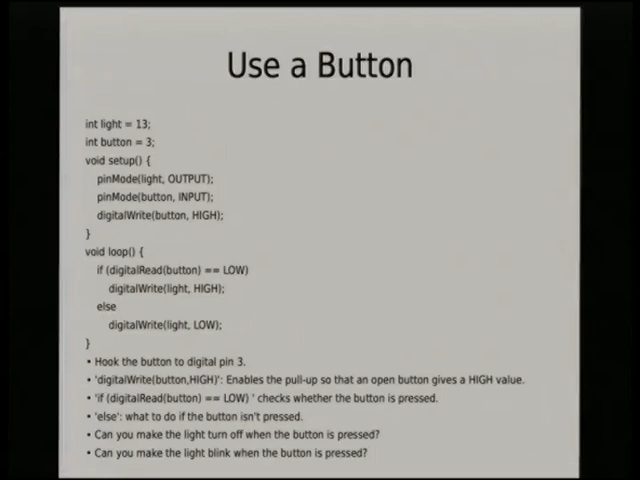 Use a Button
int light = 13;
int button = 3;
void setup() {
pinMode(light, OUTPUT);
pinMode(button, INPUT);
digitalWrite(button, HIGH);
}
void loop() {
if (digitalRead(button) == LOW)
digitalWrite(light, HIGH);
else
digitalWrite(light, LOW);
}
• Hook the button to digital pin 3.
• 'digitalWrite(button,HIGH)': Enables the pull-up so that an open button gives a HIGH value.
• 'if (digitalRead(button) == LOW) ' checks whether the button is pressed.
• 'else': what to do if the button isn't pressed.
• Can you make the light turn off when the button is pressed?
• Can you make the light blink when the button is pressed?